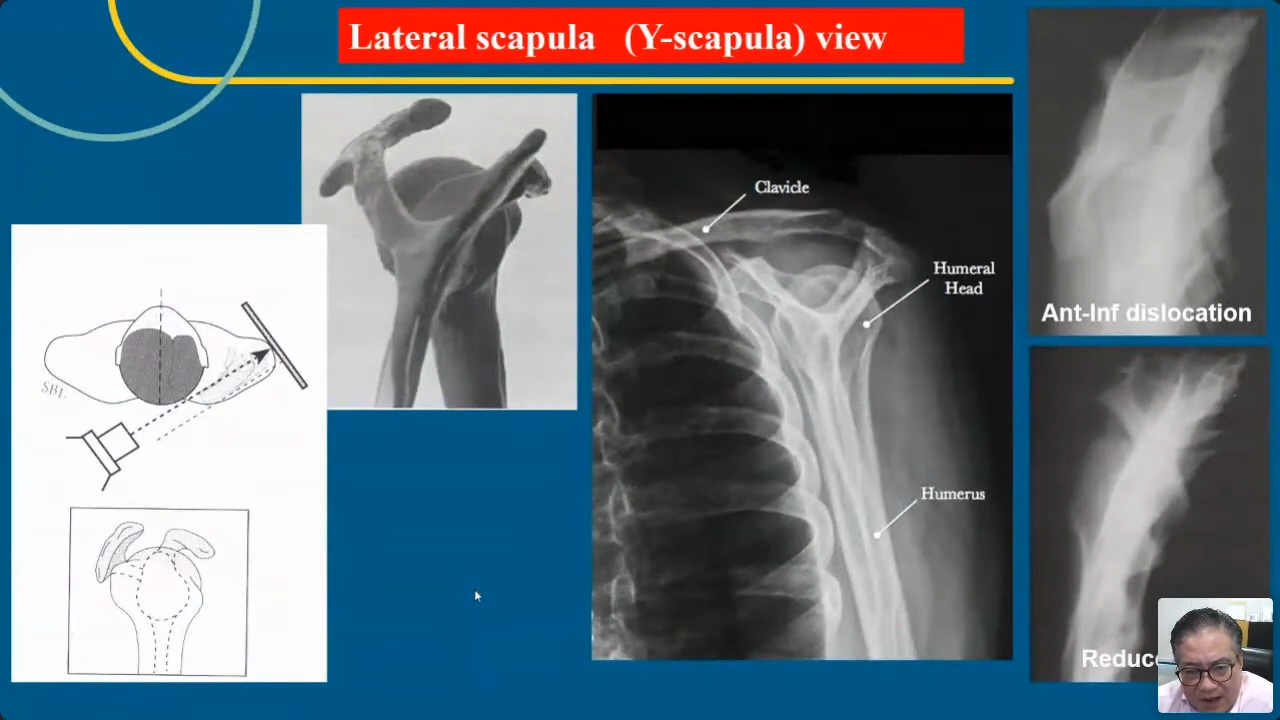 Lateral scapula (Y-scapula) view
Clavicle
Humeral
Head
Humerus
SBL
Ant-Inf dislocation